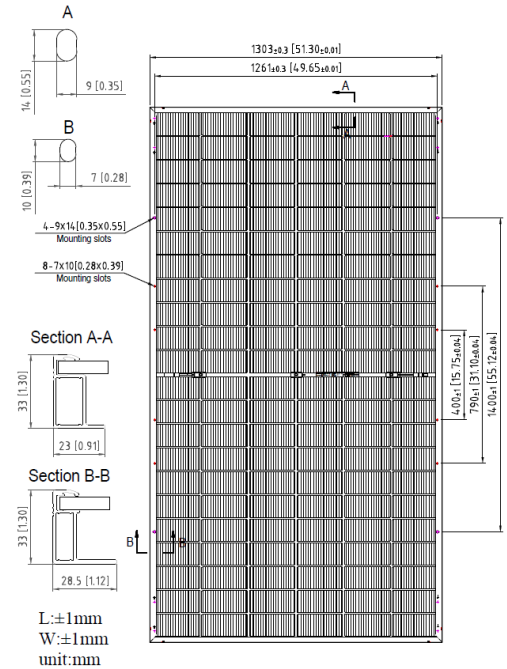 A
14 [0.55]
9 [0.35]
B
10 [0.39]
7 [0.28]
4-9x14[0.35x0.55]
Mounting slots
8-7x10[0.28x0.39]
Mounting slots
Section A-A
33 [1.30]
23 [0.91]
Section B-B
33 [1.30]
28.5 [1.12]
L:±1mm
W:±1mm
unit:mm
1303±0.3 [51.30±0.01]
1261±0.3 [49.65±0.01]
A
A
400±1 [15.75±0.04]
790±1 [31.10±0.04]
1400±1 [55.12±0.04]
B
B